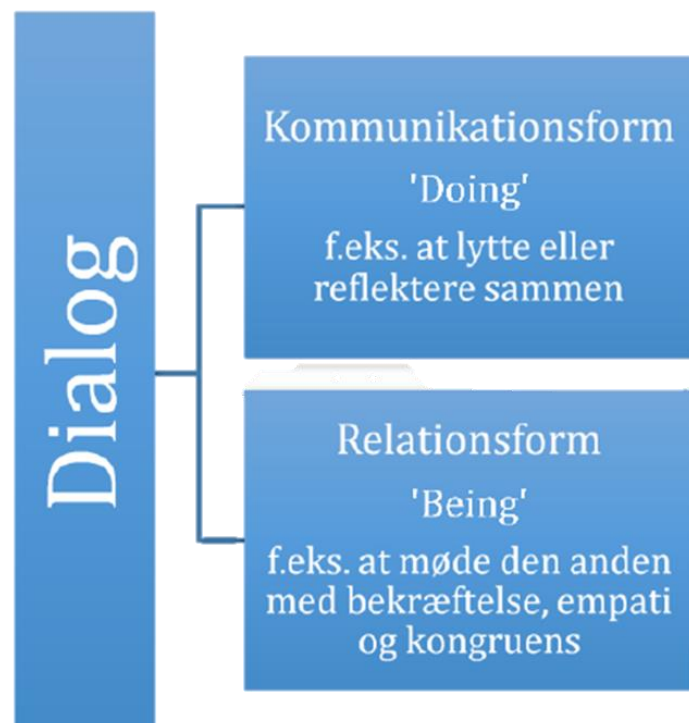 Dialog
Kommunikationsform
'Doing'
f.eks. at lytte eller
reflektere sammen
Relationsform
'Being'
f.eks. at møde den anden
med bekræftelse, empati
og kongruens